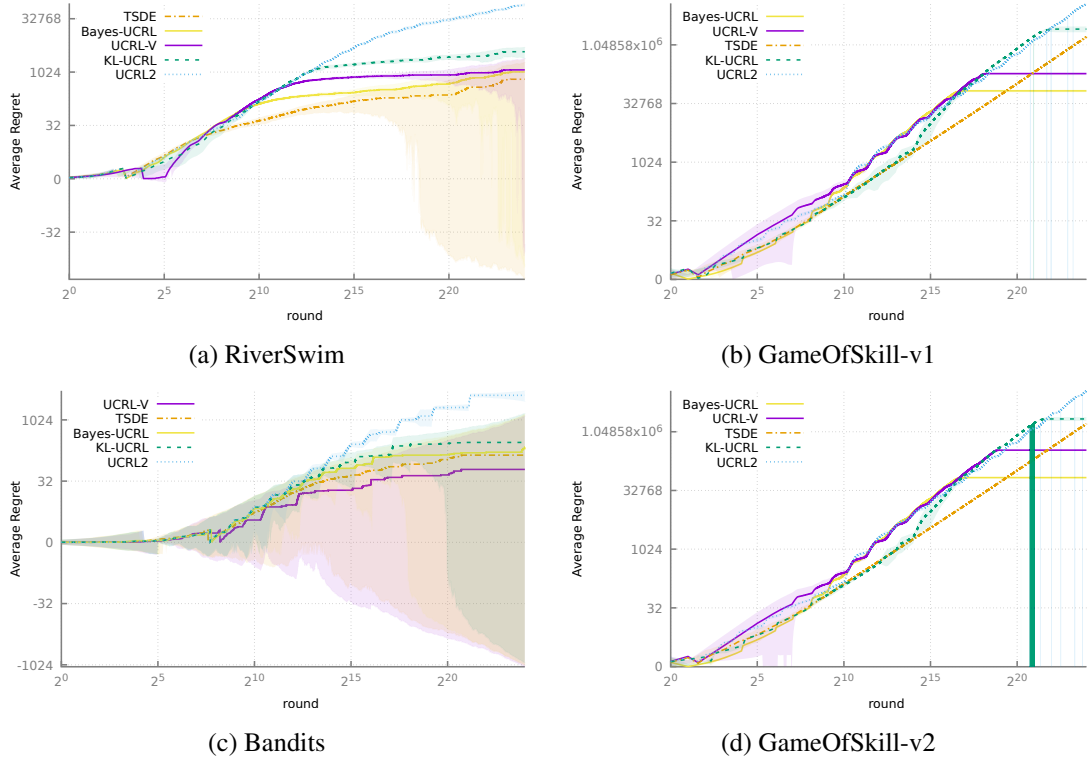 TSDE
Bayes-UCRL
UCRL-V
KL-UCRL
UCRL2
32768
1024
32
0
-32
Average Regret
2^0 2^5 2^10 2^15 2^20
round
(a) RiverSwim
Bayes-UCRL
UCRL-V
TSDE
KL-UCRL
UCRL2
1.04858x10^6
32768
1024
32
0
Average Regret
2^0 2^5 2^10 2^15 2^20
round
(b) GameOfSkill-v1
UCRL-V
TSDE
Bayes-UCRL
KL-UCRL
UCRL2
1024
32
0
-32
-1024
Average Regret
2^0 2^5 2^10 2^15 2^20
round
(c) Bandits
Bayes-UCRL
UCRL-V
TSDE
KL-UCRL
UCRL2
1.04858x10^6
32768
1024
32
0
Average Regret
2^0 2^5 2^10 2^15 2^20
round
(d) GameOfSkill-v2